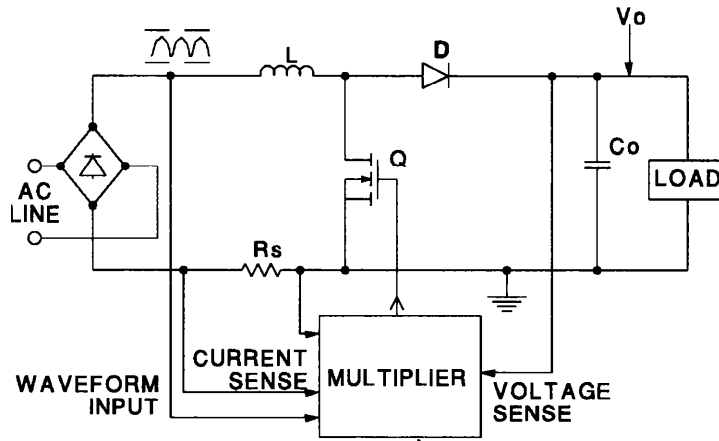 Vo
L
D
Q
Co
LOAD
AC
LINE
Rs
CURRENT
SENSE
MULTIPLIER
WAVEFORM
INPUT
VOLTAGE
SENSE